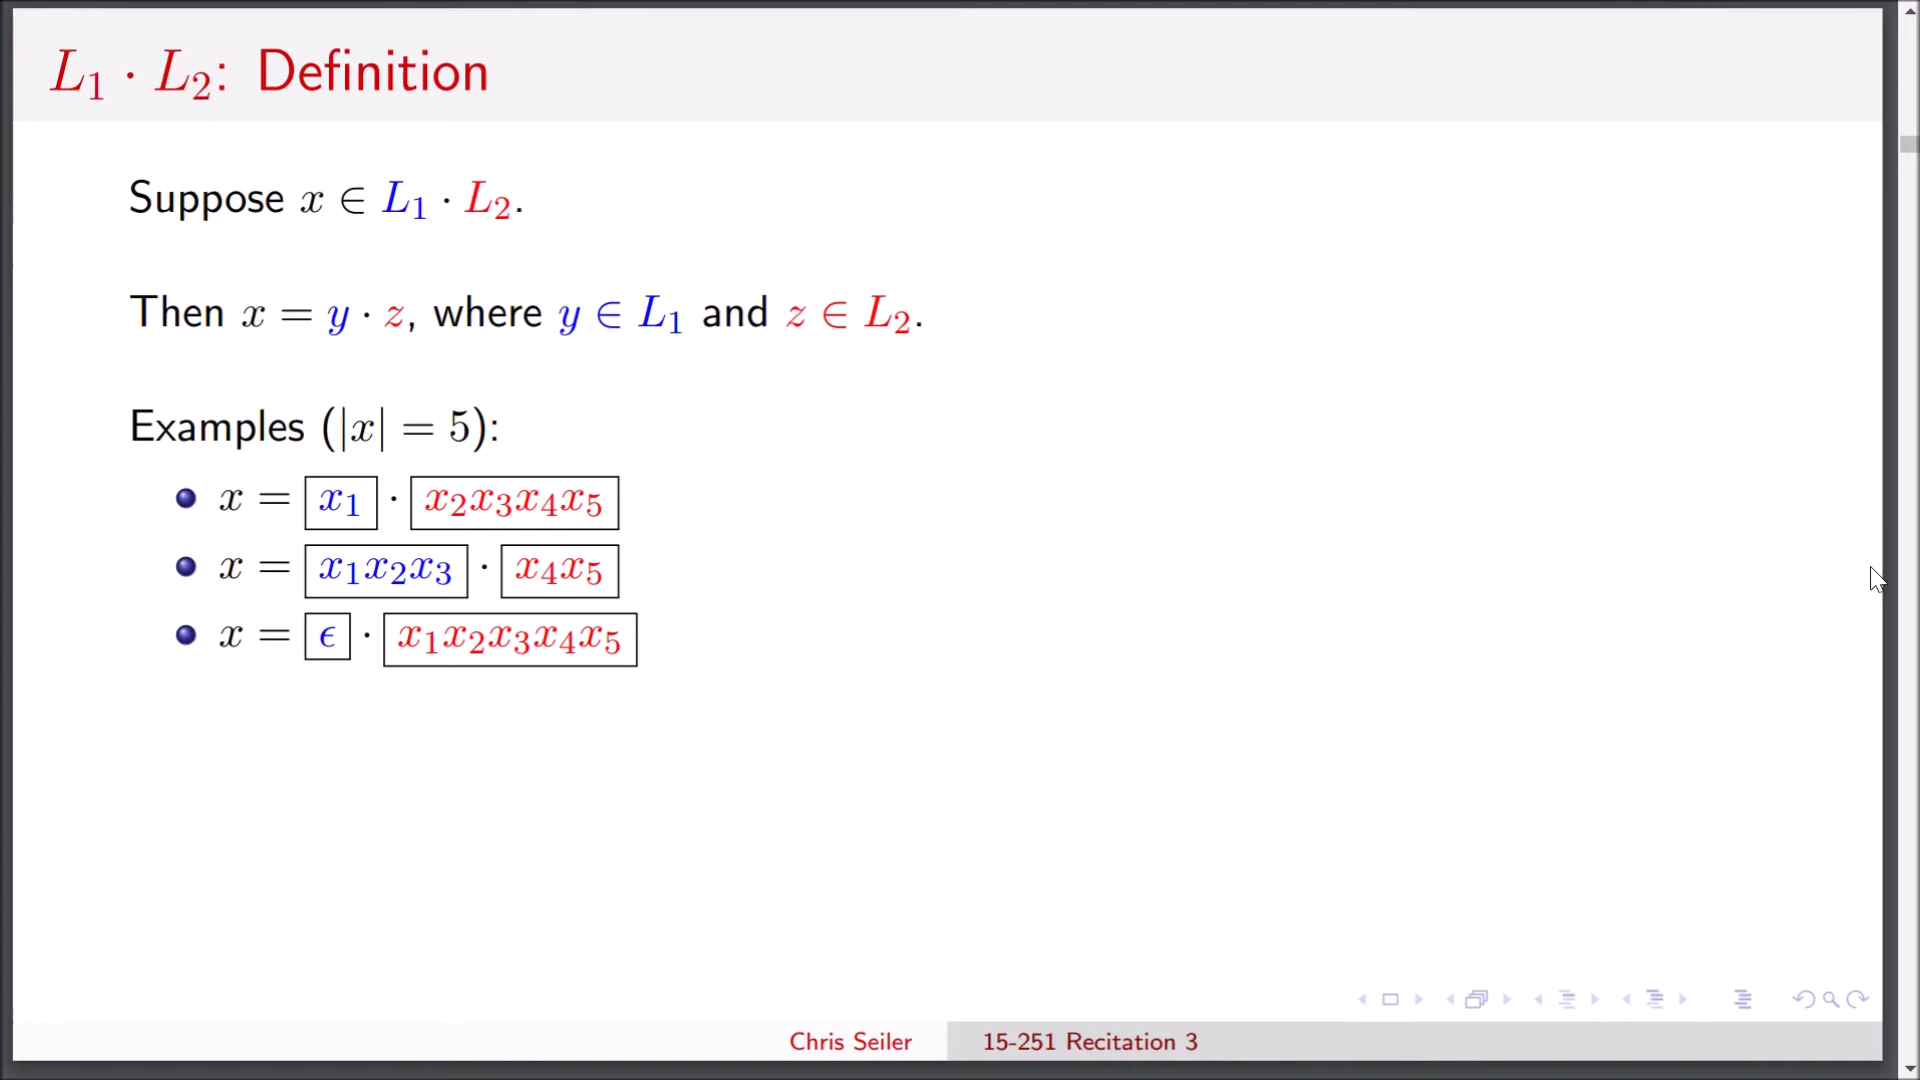 L₁ · L₂: Definition
Suppose x ∈ L₁ · L₂.
Then x = y · z, where y ∈ L₁ and z ∈ L₂.
Examples (|x| = 5):
x = x₁ · x₂x₃x₄x₅
x = x₁x₂x₃ · x₄x₅
x = ϵ · x₁x₂x₃x₄x₅
Chris Seiler 15-251 Recitation 3